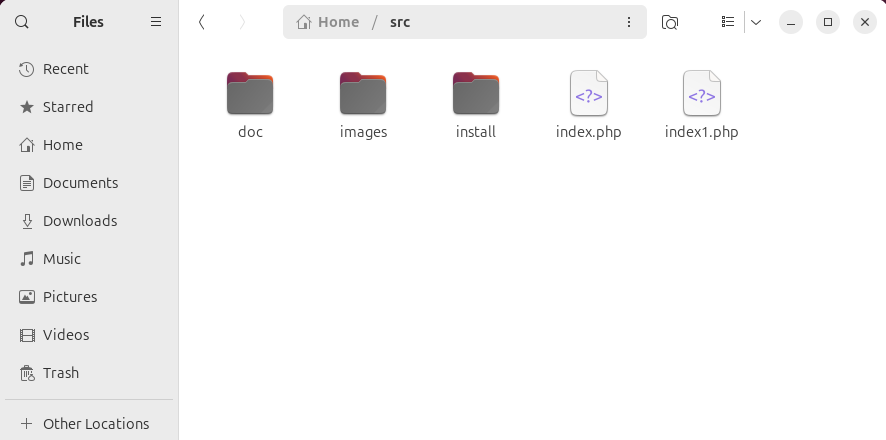 Files
Home / src
Recent
Starred
Home
Documents
Downloads
Music
Pictures
Videos
Trash
Other Locations
doc
images
install
<?> index.php
<?> index1.php